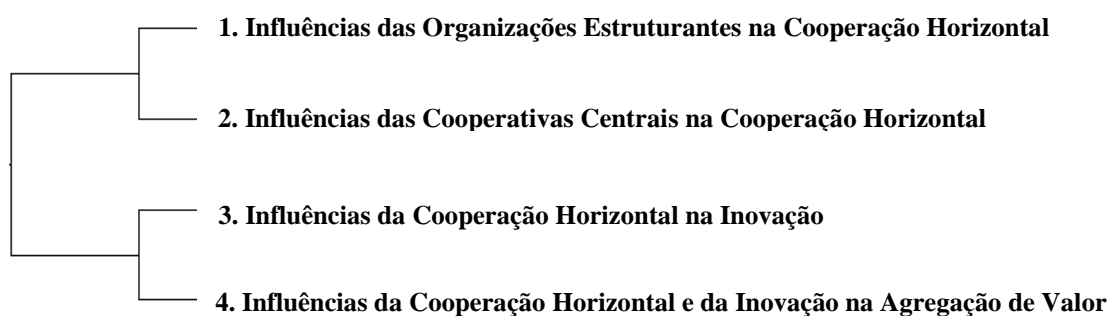 1. Influências das Organizações Estruturantes na Cooperação Horizontal
2. Influências das Cooperativas Centrais na Cooperação Horizontal
3. Influências da Cooperação Horizontal na Inovação
4. Influências da Cooperação Horizontal e da Inovação na Agregação de Valor